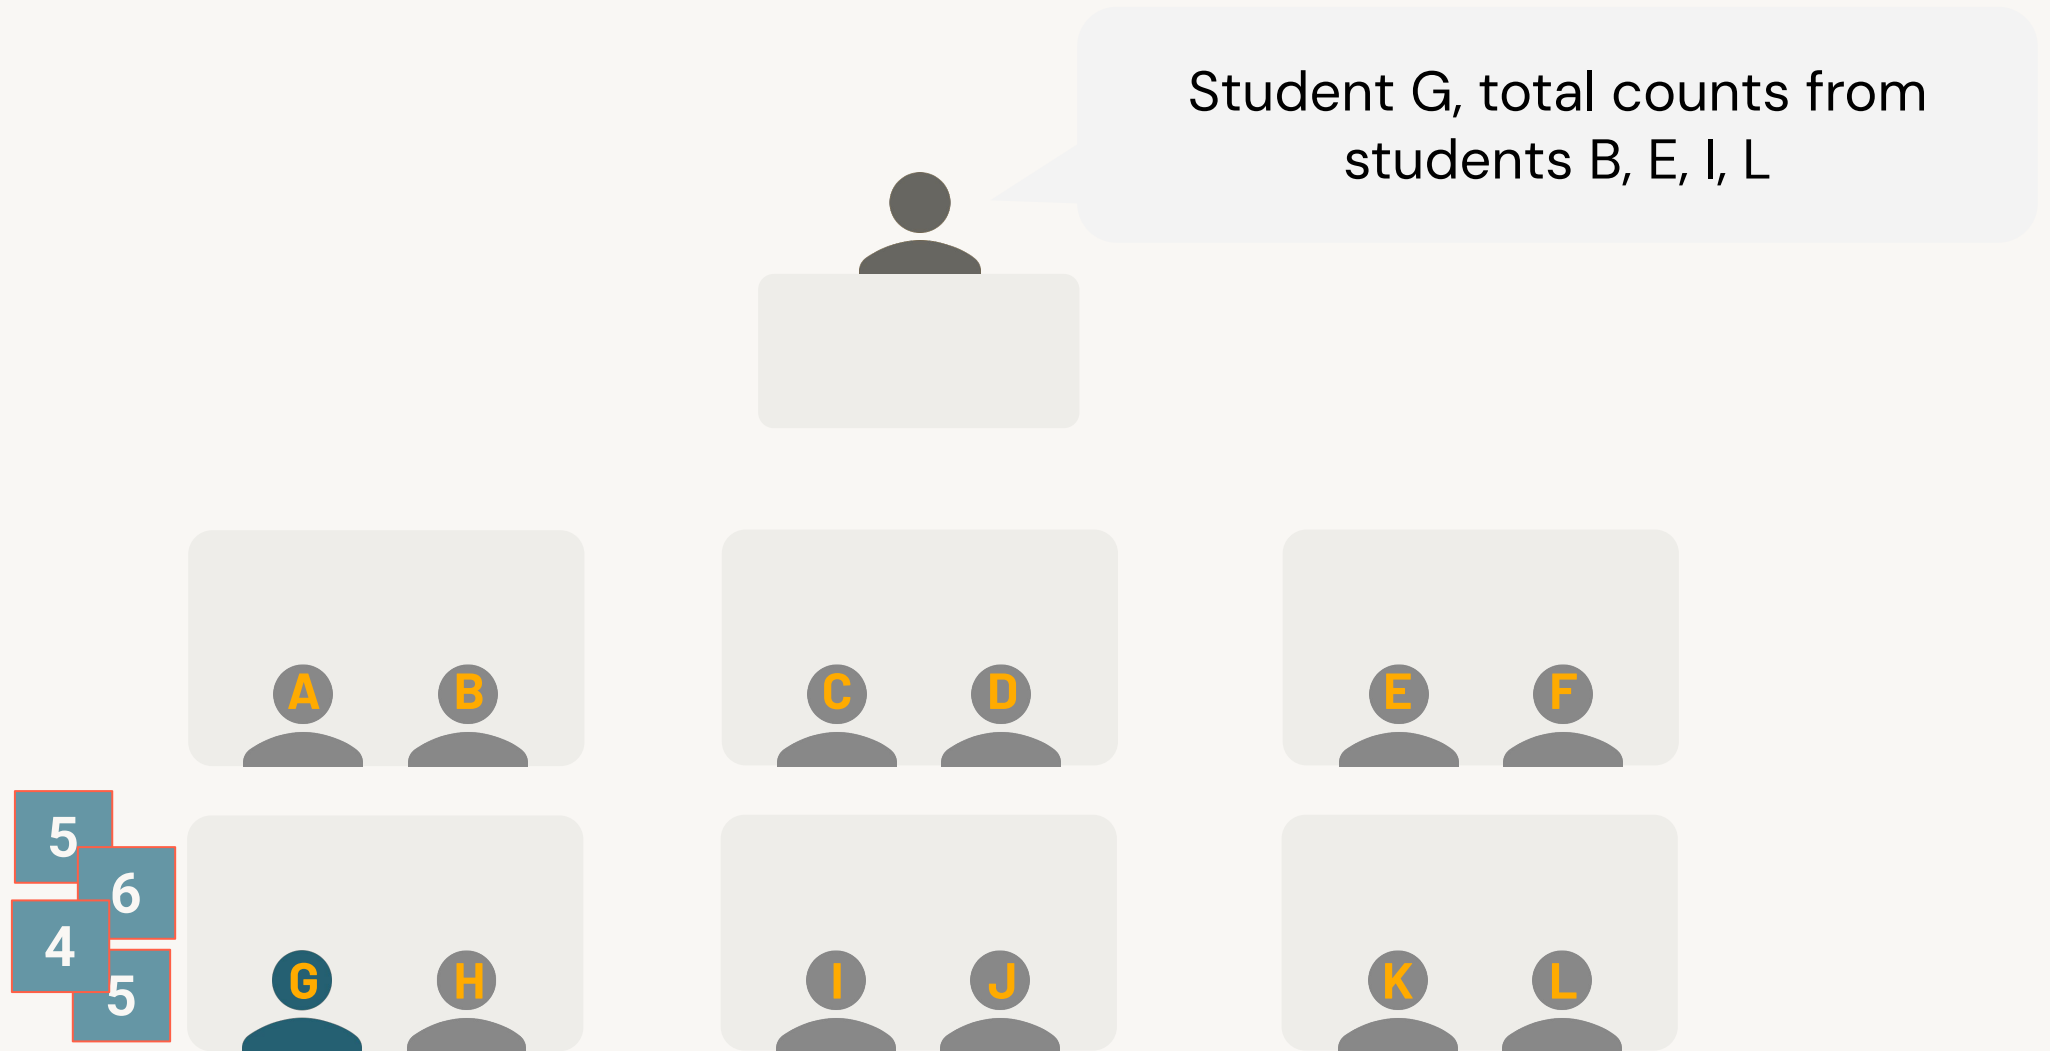 Student G, total counts from
students B, E, I, L
A B C D E F
5
6
4
5
G H I J K L